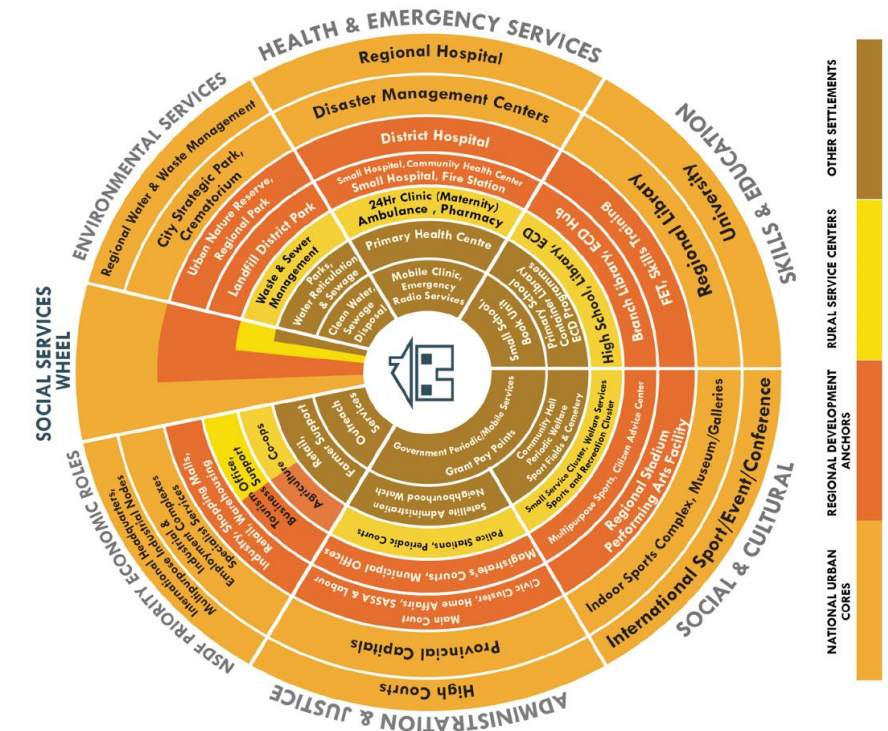 HEALTH & EMERGENCY SERVICES
Regional Hospital
Disaster Management Centers
District Hospital
Small Hospital, Community Health Center
Small Hospital, Fire Station
24Hr Clinic (Maternity)
Ambulance , Pharmacy
Primary Health Centre
Mobile Clinic,
Emergency
Radio Services
SKILLS & EDUCATION
University
Regional Library
FET, Skills Training
Branch Library, ECD Hub
High School, Library, ECD
Primary School
Container Library
ECD Programmes
Small School,
Book Unit
SOCIAL & CULTURAL
International Sport/Event/Conference
Indoor Sports Complex, Museum/Galleries
Regional Stadium
Performing Arts Facility
Multipurpose Sports, Citizen Advice Center
Small Service Cluster, Welfare Services
Sports and Recreation Cluster
Community Hall
Periodic Welfare
Sport Fields & Cemetery
Government Periodic/Mobile Services
Grant Pay Points
ADMINISTRATION & JUSTICE
High Courts
Provincial Capitals
Main Court
Civic Cluster, Home Affairs, SASSA & Labour
Magistrate's Courts, Municipal Offices
Police Stations, Periodic Courts
Satellite Administration
Neighbourhood Watch
NSDF PRIORITY ECONOMIC ROLES
International Headquarters,
Multipurpose Industrial Nodes
Industrial &
Employment Complexes
Specialist Services
Industry, Shopping Malls,
Retail, Warehousing
Tourism Office,
Business Support
Agriculture Co-ops
Retail,
Farmer Support
Outreach
Services
SOCIAL SERVICES
WHEEL
ENVIRONMENTAL SERVICES
Regional Water & Waste Management
City Strategic Park,
Crematorium
Urban Nature Reserve,
Regional Park
Landfill District Park
Waste & Sewer
Management
Parks,
Water Reticulation
& Sewage
Clean Water,
Sewage
Disposal
OTHER SETTLEMENTS
RURAL SERVICE CENTERS
REGIONAL DEVELOPMENT
ANCHORS
NATIONAL URBAN
CORES